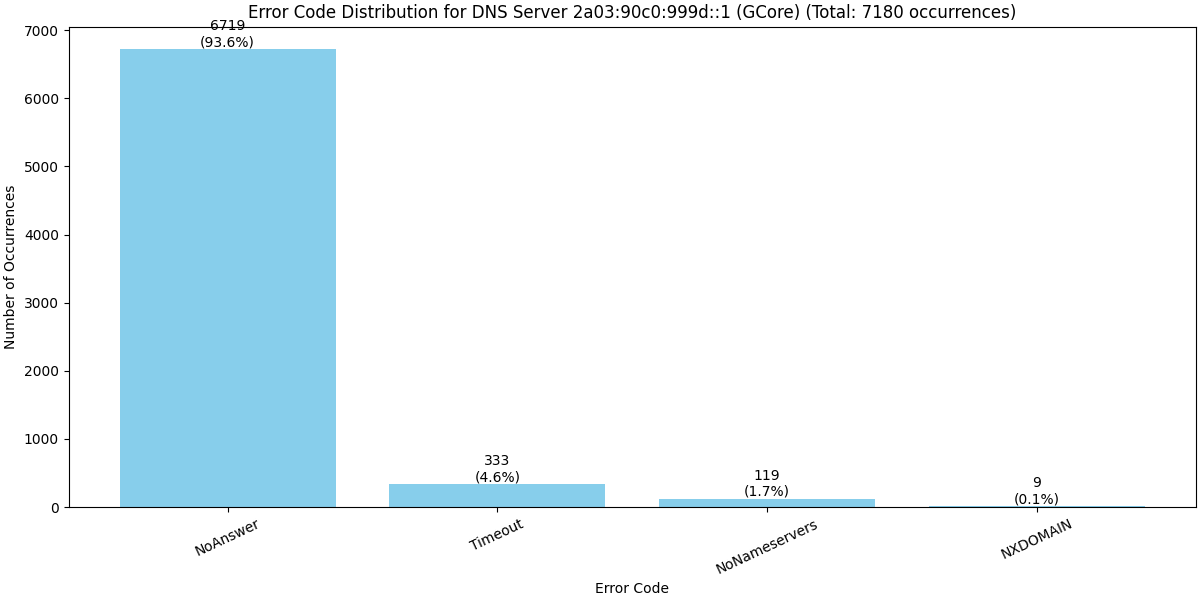 Error Code Distribution for DNS Server 2a03:90c0:999d::1 (GCore) (Total: 7180 occurrences)
Number of Occurrences
7000
6000
5000
4000
3000
2000
1000
0
6719
(93.6%)
333
(4.6%)
119
(1.7%)
9
(0.1%)
NoAnswer
Timeout
NoNameservers
NXDOMAIN
Error Code